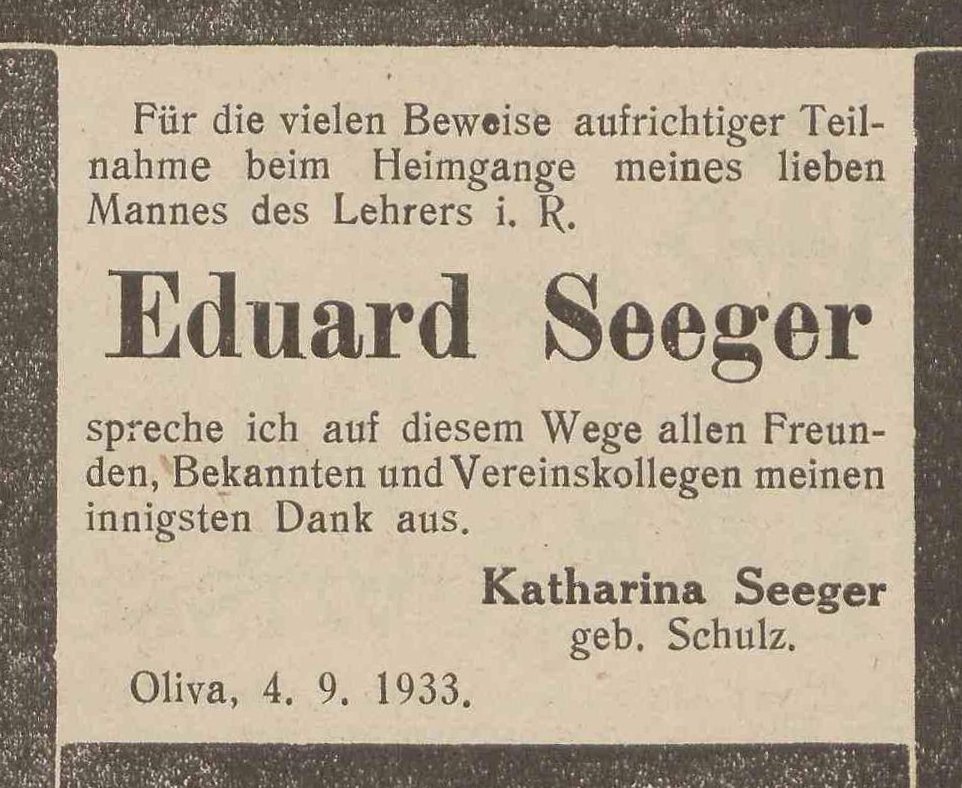 Für die vielen Beweise aufrichtiger Teil-
nahme beim Heimgange meines lieben
Mannes des Lehrers i. R.
Eduard Seeger
spreche ich auf diesem Wege allen Freun-
den, Bekannten und Vereinskollegen meinen
innigsten Dank aus.
Katharina Seeger
geb. Schulz.
Oliva, 4. 9. 1933.